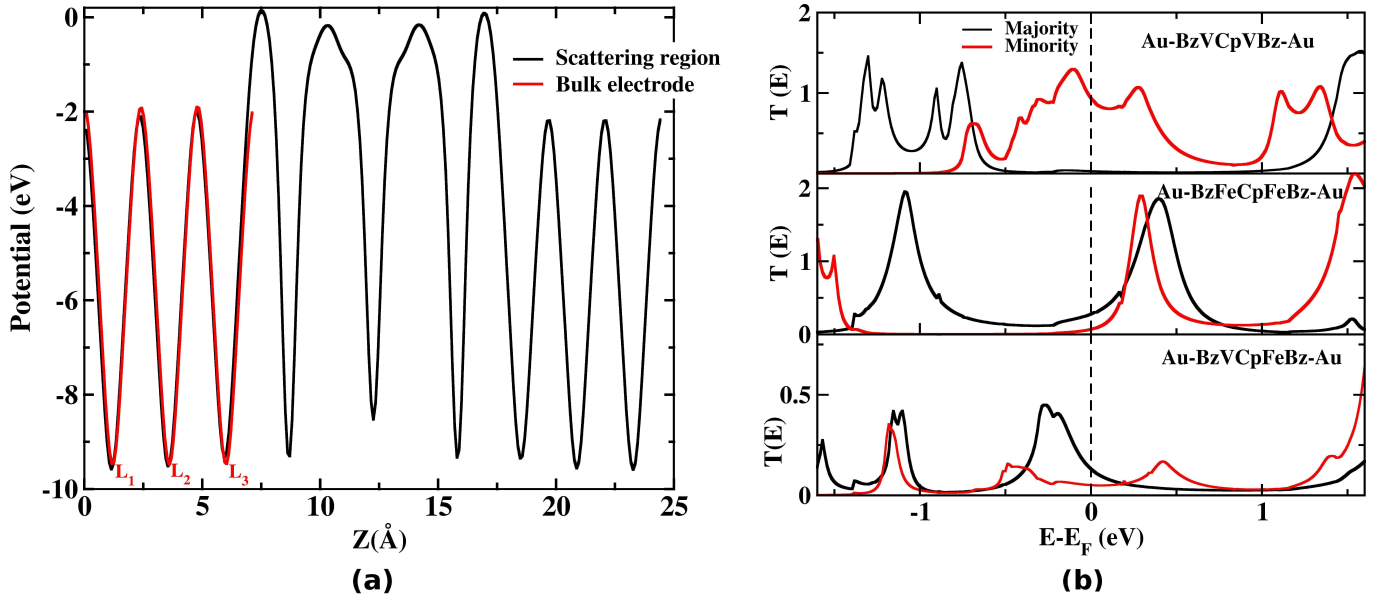 0
-2
-4
-6
-8
-10
Potential (eV)
Scattering region
Bulk electrode
L1
L2
L3
0
5
10
15
20
25
Z(Å)
(a)
Majority
Minority
Au-BzVCpVBz-Au
2
1
0
T (E)
Au-BzFeCpFeBz-Au
2
1
0
T (E)
Au-BzVCpFeBz-Au
0.5
0
T(E)
-1
0
1
E-EF (eV)
(b)